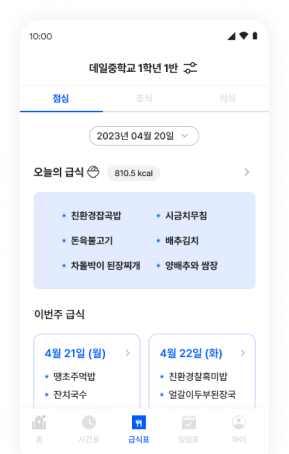 10:00
데일중학교 1학년 1반
점심 조식 석식
2023년 04월 20일
오늘의 급식 810.5 kcal
• 친환경잡곡밥 • 시금치무침
• 돈육불고기 • 배추김치
• 차돌박이 된장찌개 • 양배추와 쌈장
이번주 급식
4월 21일 (월) 4월 22일 (화)
• 땡초주먹밥 • 친환경찰흑미밥
• 잔치국수 • 얼갈이두부된장국
홈 시간표 급식표 일정표 마이